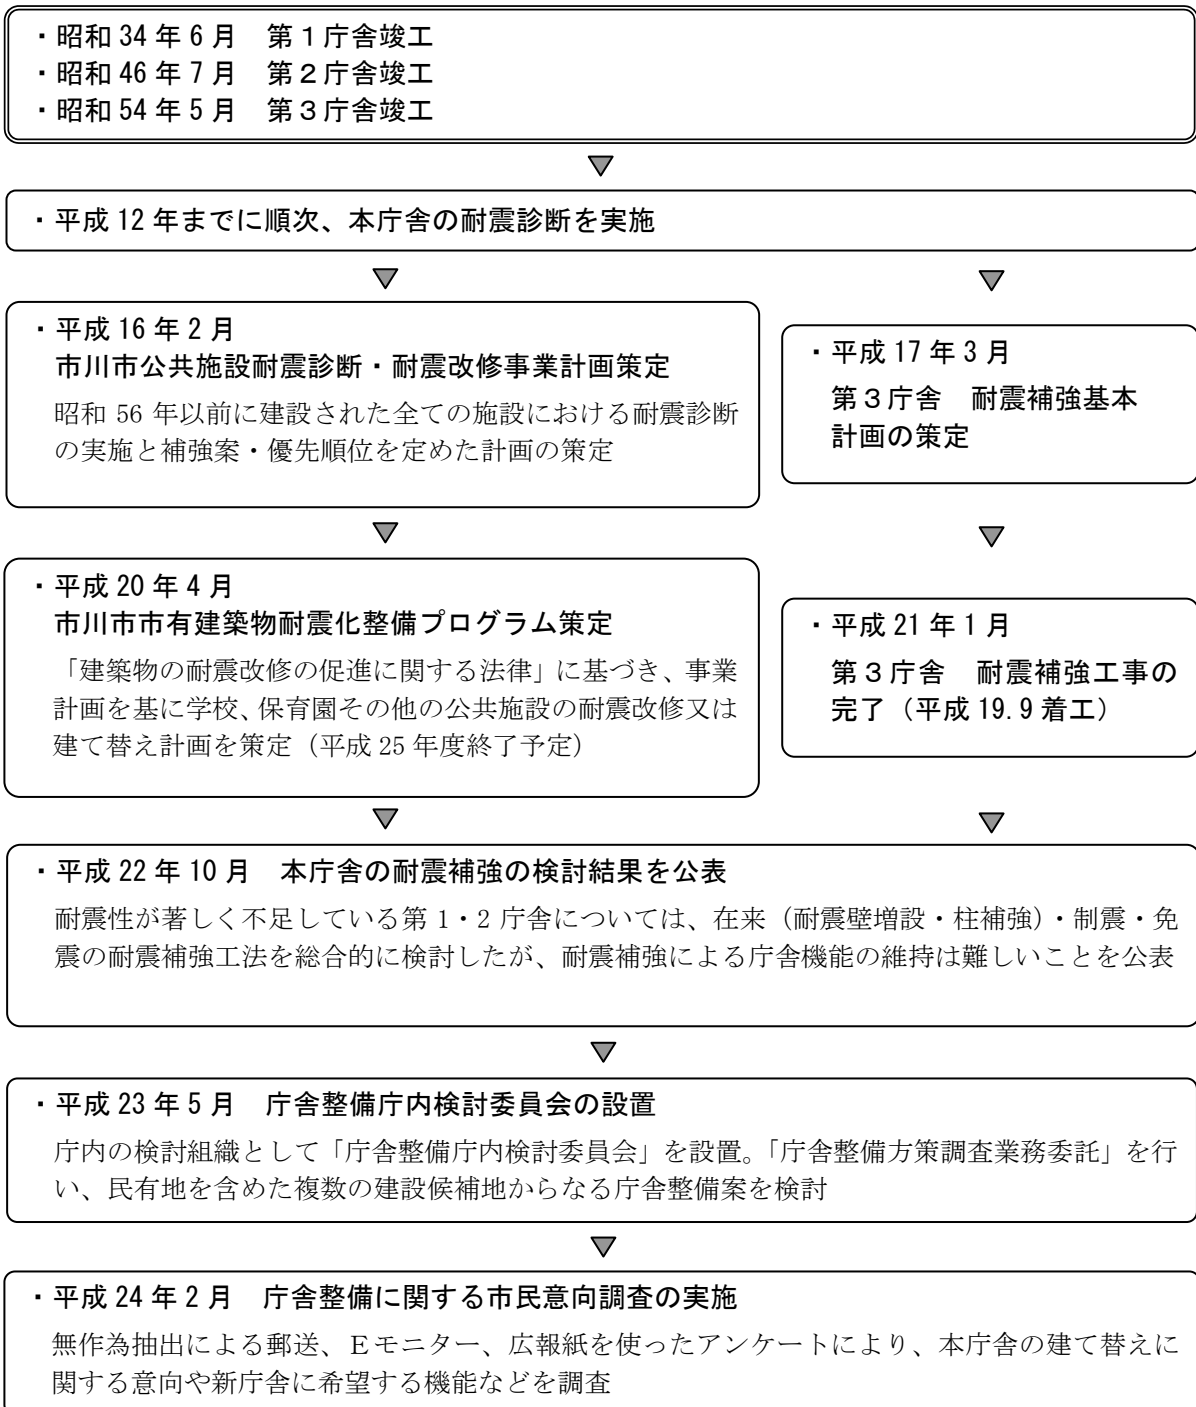 ・昭和 34 年 6 月　第１庁舎竣工
・昭和 46 年 7 月　第２庁舎竣工
・昭和 54 年 5 月　第３庁舎竣工
・平成 12 年までに順次、本庁舎の耐震診断を実施
・平成 16 年 2 月
市川市公共施設耐震診断・耐震改修事業計画策定
昭和 56 年以前に建設された全ての施設における耐震診断
の実施と補強案・優先順位を定めた計画の策定
・平成 17 年 3 月
第３庁舎　耐震補強基本
計画の策定
・平成 20 年 4 月
市川市市有建築物耐震化整備プログラム策定
「建築物の耐震改修の促進に関する法律」に基づき、事業
計画を基に学校、保育園その他の公共施設の耐震改修又は
建て替え計画を策定（平成 25 年度終了予定）
・平成 21 年 1 月
第３庁舎　耐震補強工事の
完了（平成 19.9 着工）
・平成 22 年 10 月　本庁舎の耐震補強の検討結果を公表
耐震性が著しく不足している第 1・2 庁舎については、在来（耐震壁増設・柱補強）・制震・免
震の耐震補強工法を総合的に検討したが、耐震補強による庁舎機能の維持は難しいことを公表
・平成 23 年 5 月　庁舎整備庁内検討委員会の設置
庁内の検討組織として「庁舎整備庁内検討委員会」を設置。「庁舎整備方策調査業務委託」を行
い、民有地を含めた複数の建設候補地からなる庁舎整備案を検討
・平成 24 年 2 月　庁舎整備に関する市民意向調査の実施
無作為抽出による郵送、Ｅモニター、広報紙を使ったアンケートにより、本庁舎の建て替えに
関する意向や新庁舎に希望する機能などを調査